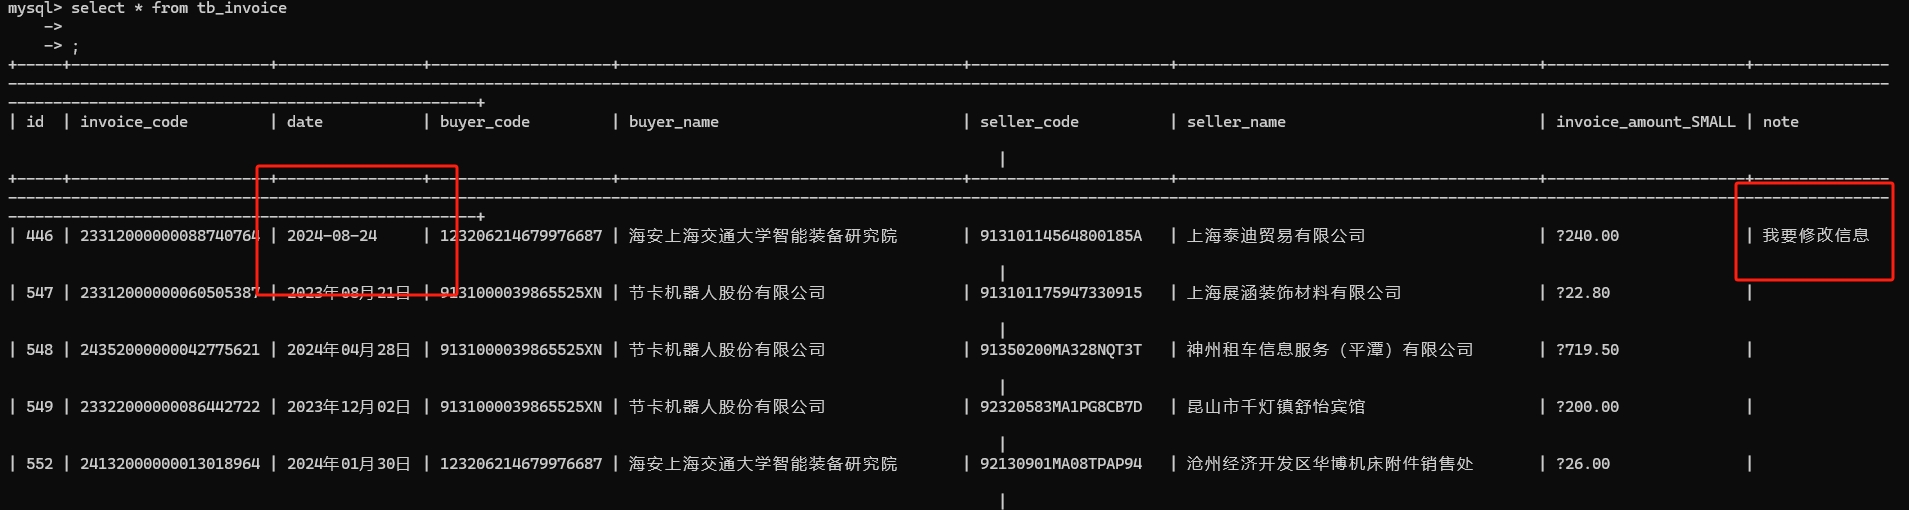 mysql> select * from tb_invoice
->
-> ;
| id | invoice_code | date | buyer_code | buyer_name | seller_code | seller_name | invoice_amount_SMALL | note
|
| 446 | 23312000000088740764 | 2024-08-24 | 123206214679976687 | 海安上海交通大学智能装备研究院 | 91310114564800185A | 上海泰迪贸易有限公司 | ?240.00 | 我要修改信息
|
| 547 | 23312000000060505387 | 2023年08月21日 | 9131000039865525XN | 节卡机器人股份有限公司 | 913101175947330915 | 上海展涵装饰材料有限公司 | ?22.80 |
|
| 548 | 24352000000042775621 | 2024年04月28日 | 9131000039865525XN | 节卡机器人股份有限公司 | 91350200MA328NQT3T | 神州租车信息服务（平潭）有限公司 | ?719.50 |
|
| 549 | 23322000000086442722 | 2023年12月02日 | 9131000039865525XN | 节卡机器人股份有限公司 | 92320583MA1PG8CB7D | 昆山市千灯镇舒怡宾馆 | ?200.00 |
|
| 552 | 24132000000013018964 | 2024年01月30日 | 123206214679976687 | 海安上海交通大学智能装备研究院 | 92130901MA08TPAP94 | 沧州经济开发区华博机床附件销售处 | ?26.00 |
|